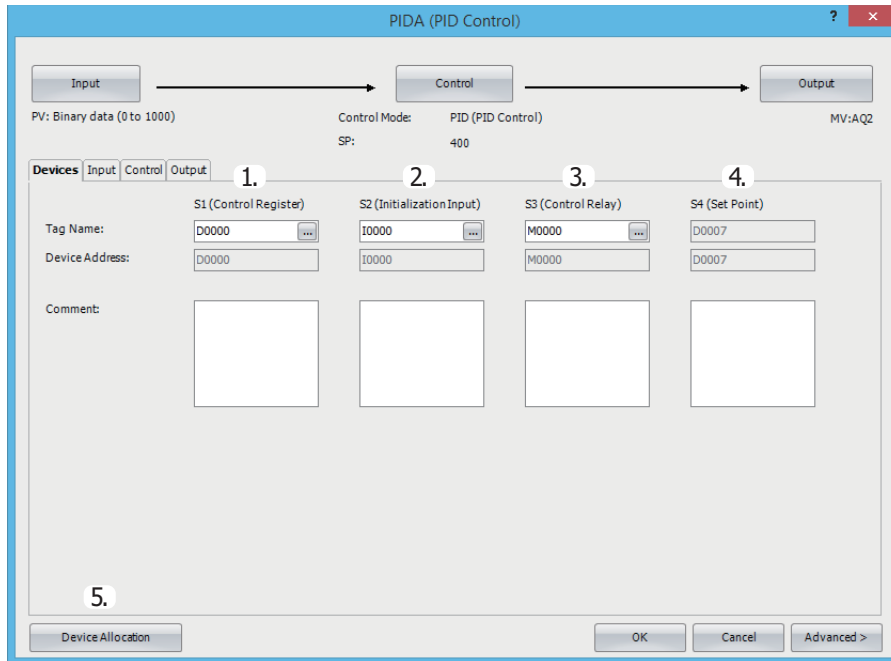 PIDA (PID Control)
?
×
Input
Control
Output
PV: Binary data (0 to 1000)
Control Mode: PID (PID Control)
MV:AQ2
SP: 400
Devices Input Control Output
1. 2. 3. 4.
S1 (Control Register) S2 (Initialization Input) S3 (Control Relay) S4 (Set Point)
Tag Name: D0000 ... I0000 ... M0000 ... D0007
Device Address: D0000 I0000 M0000 D0007
Comment:
5.
Device Allocation
OK
Cancel
Advanced >